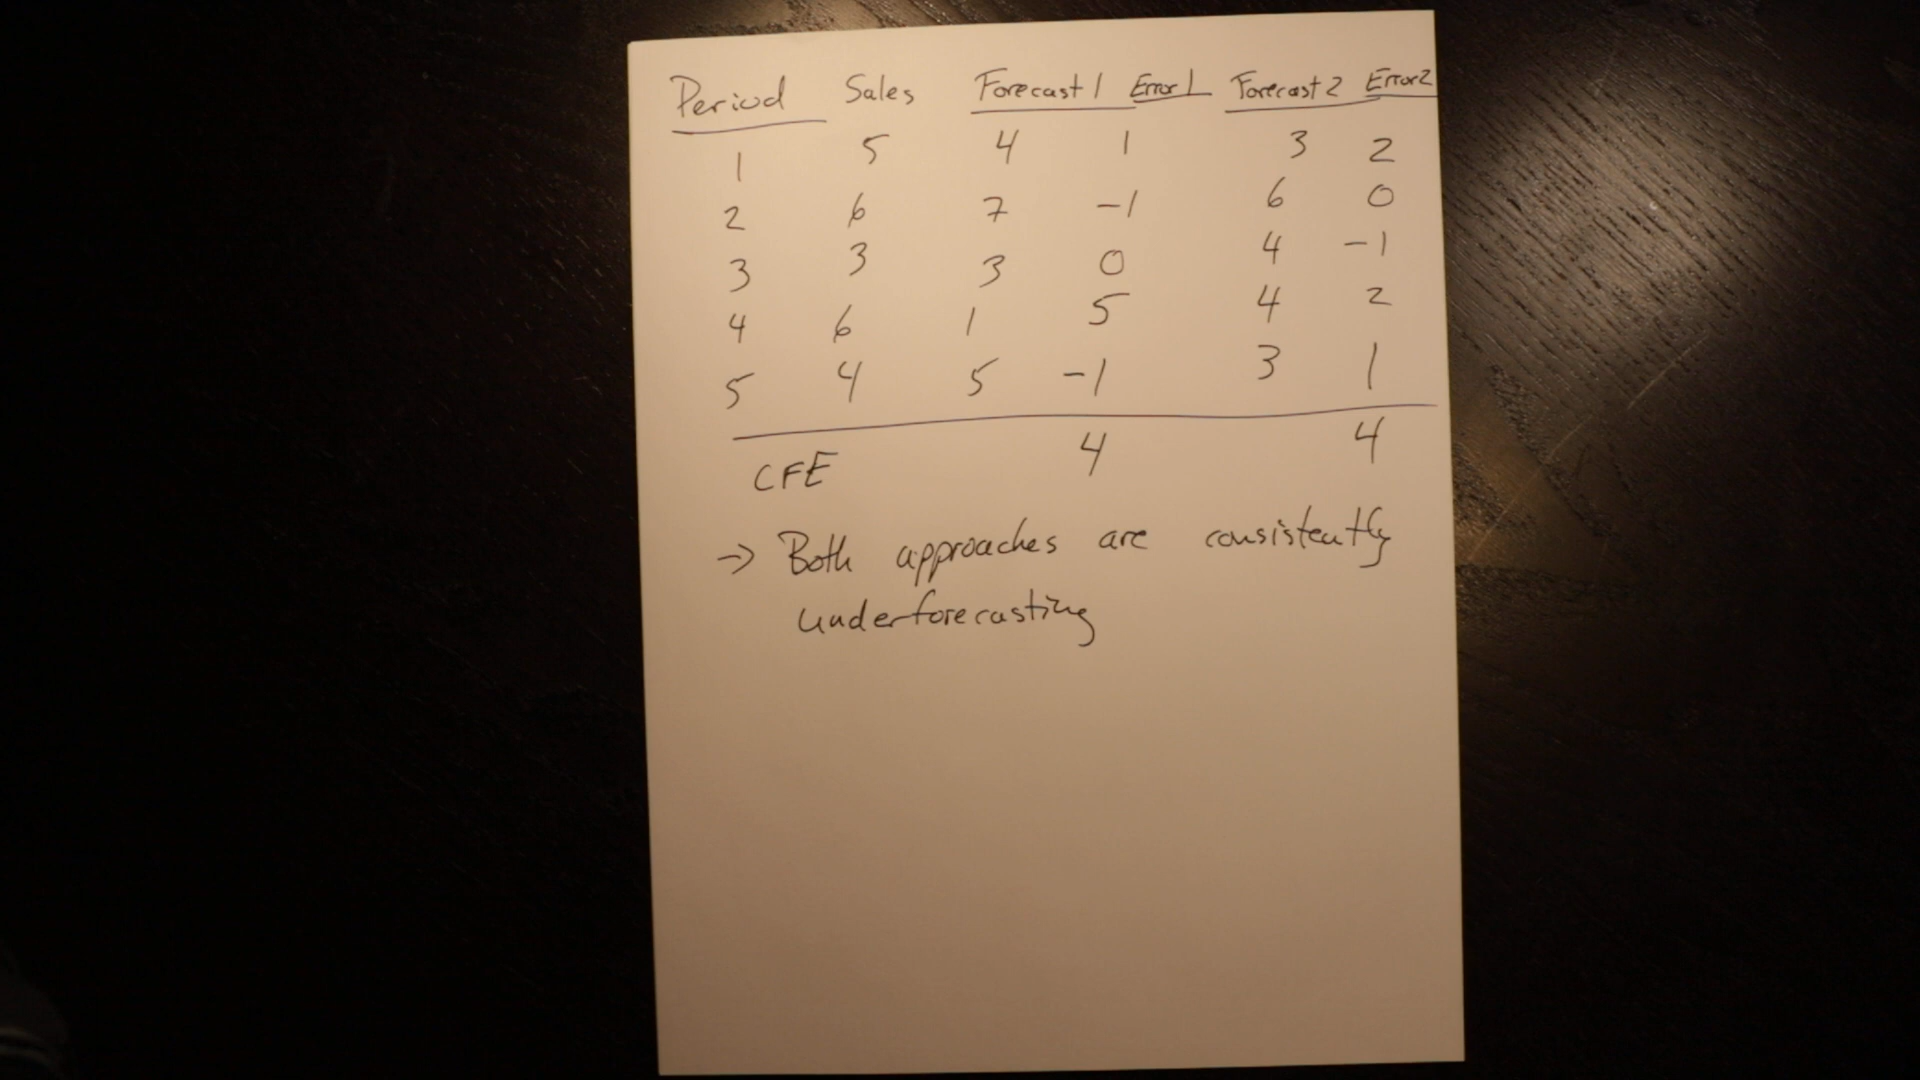 Period Sales Forecast 1 Error 1 Forecast 2 Error 2
1 5 4 1 3 2
2 6 7 -1 6 0
3 3 3 0 4 -1
4 6 1 5 4 2
5 4 5 -1 3 1
CFE 4 4
→ Both approaches are consistently
underforecasting